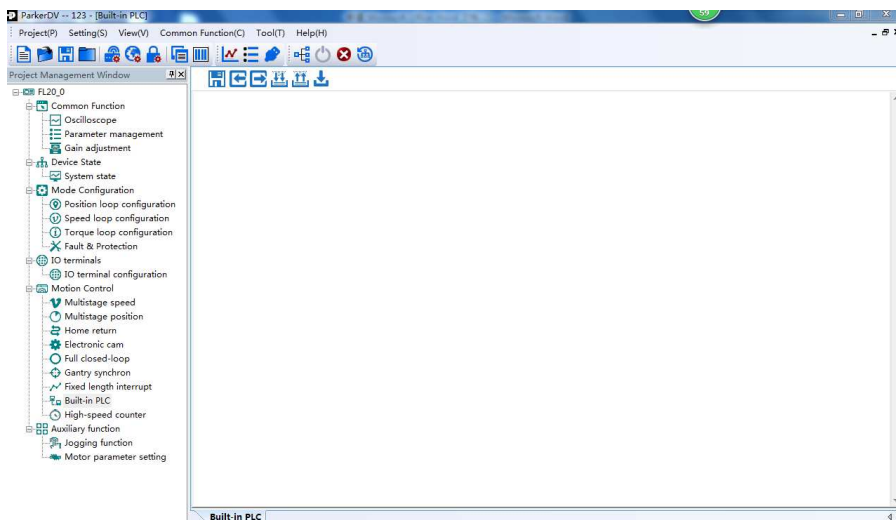 ParkerDV -- 123 - [Built-in PLC]
59
Project(P) Setting(S) View(V) Common Function(C) Tool(T) Help(H)
Project Management Window
FL20_0
Common Function
Oscilloscope
Parameter management
Gain adjustment
Device State
System state
Mode Configuration
Position loop configuration
Speed loop configuration
Torque loop configuration
Fault & Protection
IO terminals
IO terminal configuration
Motion Control
Multistage speed
Multistage position
Home return
Electronic cam
Full closed-loop
Gantry synchron
Fixed length interrupt
Built-in PLC
High-speed counter
Auxiliary function
Jogging function
Motor parameter setting
Built-in PLC